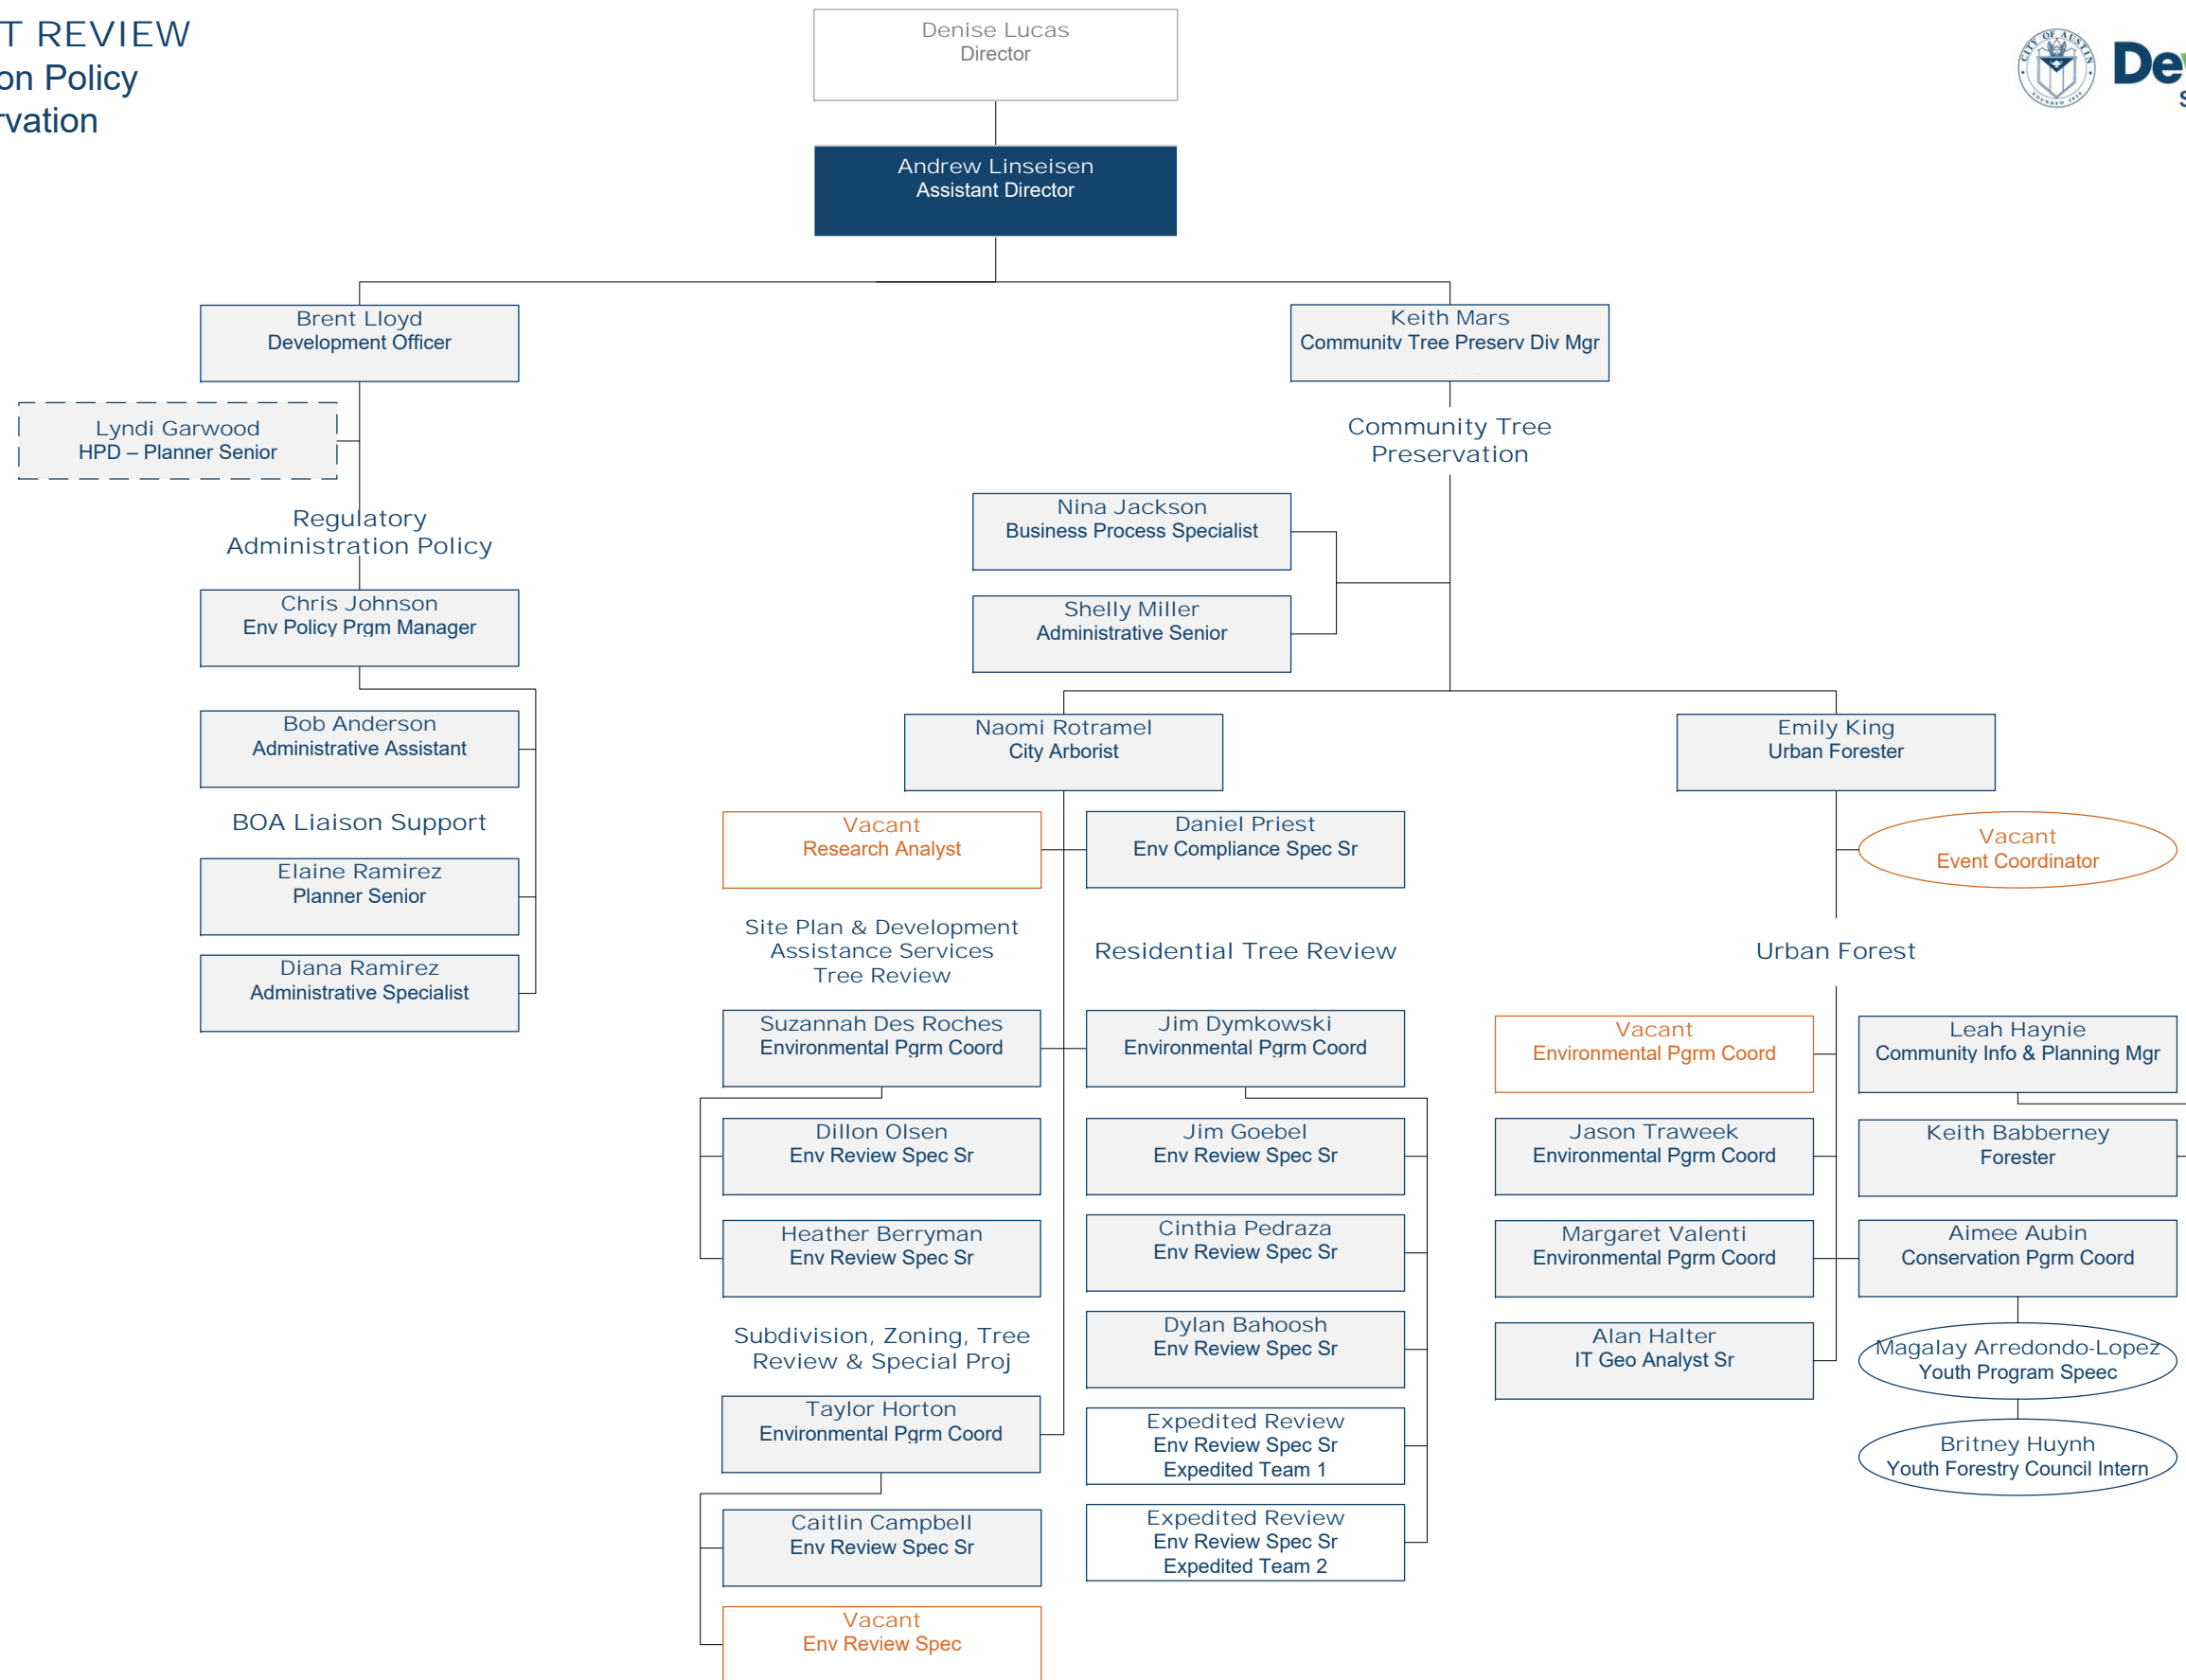 T REVIEW
on Policy
rvation
Denise Lucas
Director
CITY OF AUSTIN
FOUNDED 1839
De
S
Andrew Linseisen
Assistant Director
Brent Lloyd
Development Officer
Keith Mars
Community Tree Preserv Div Mgr
Lyndi Garwood
HPD – Planner Senior
Community Tree
Preservation
Regulatory
Administration Policy
Nina Jackson
Business Process Specialist
Chris Johnson
Env Policy Prgm Manager
Shelly Miller
Administrative Senior
Bob Anderson
Administrative Assistant
BOA Liaison Support
Elaine Ramirez
Planner Senior
Diana Ramirez
Administrative Specialist
Naomi Rotramel
City Arborist
Emily King
Urban Forester
Vacant
Research Analyst
Daniel Priest
Env Compliance Spec Sr
Vacant
Event Coordinator
Site Plan & Development
Assistance Services
Tree Review
Residential Tree Review
Urban Forest
Suzannah Des Roches
Environmental Pgrm Coord
Dillon Olsen
Env Review Spec Sr
Heather Berryman
Env Review Spec Sr
Subdivision, Zoning, Tree
Review & Special Proj
Taylor Horton
Environmental Pgrm Coord
Caitlin Campbell
Env Review Spec Sr
Vacant
Env Review Spec
Jim Dymkowski
Environmental Pgrm Coord
Jim Goebel
Env Review Spec Sr
Cinthia Pedraza
Env Review Spec Sr
Dylan Bahoosh
Env Review Spec Sr
Expedited Review
Env Review Spec Sr
Expedited Team 1
Expedited Review
Env Review Spec Sr
Expedited Team 2
Vacant
Environmental Pgrm Coord
Jason Traweek
Environmental Pgrm Coord
Margaret Valenti
Environmental Pgrm Coord
Alan Halter
IT Geo Analyst Sr
Leah Haynie
Community Info & Planning Mgr
Keith Babberney
Forester
Aimee Aubin
Conservation Pgrm Coord
Magalay Arredondo-Lopez
Youth Program Speec
Britney Huynh
Youth Forestry Council Intern